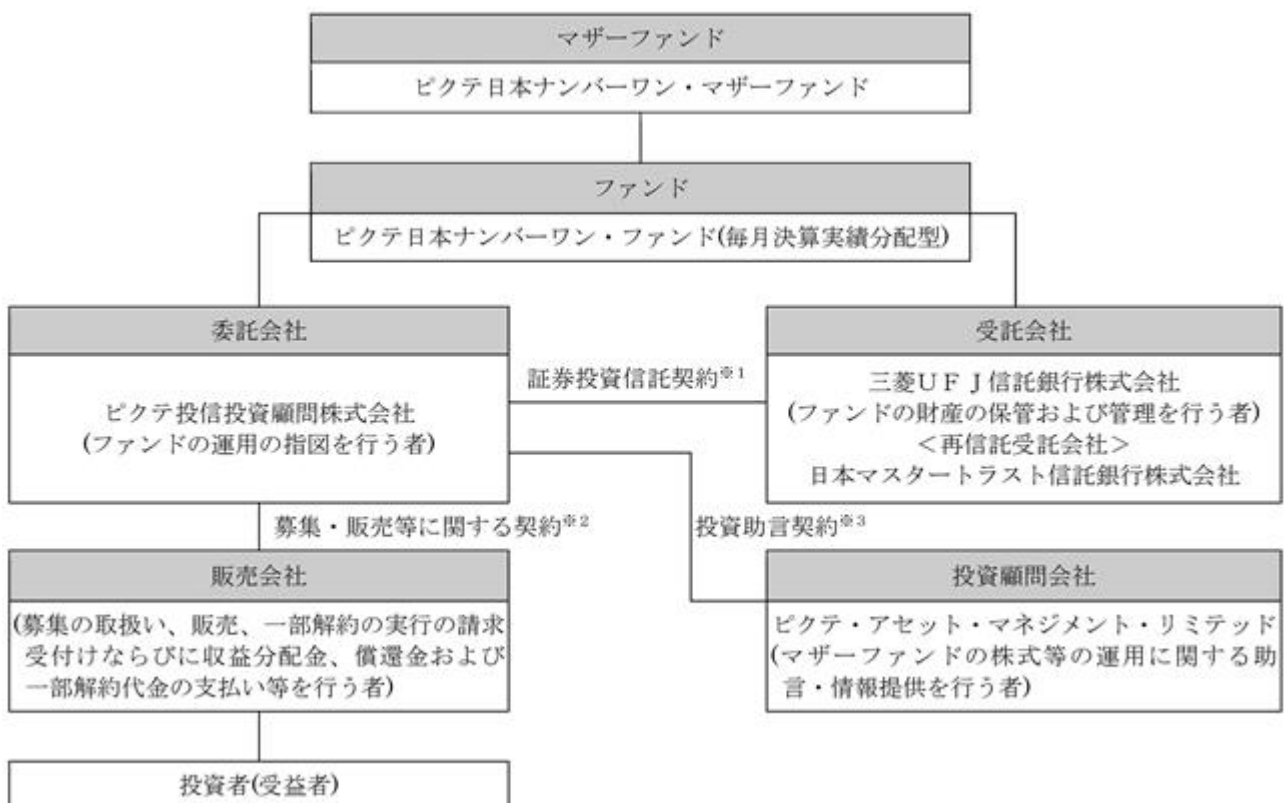 マザーファンド
ピクテ日本ナンバーワン・マザーファンド
ファンド
ピクテ日本ナンバーワン・ファンド(毎月決算実績分配型)
委託会社
ピクテ投信投資顧問株式会社
(ファンドの運用の指図を行う者)
証券投資信託契約※1
受託会社
三菱UFJ信託銀行株式会社
(ファンドの財産の保管および管理を行う者)
<再信託受託会社>
日本マスタートラスト信託銀行株式会社
募集・販売等に関する契約※2
投資助言契約※3
販売会社
(募集の取扱い、販売、一部解約の実行の請求
受付けならびに収益分配金、償還金および
一部解約代金の支払い等を行う者)
投資顧問会社
ピクテ・アセット・マネジメント・リミテッド
(マザーファンドの株式等の運用に関する助
言・情報提供を行う者)
投資者(受益者)